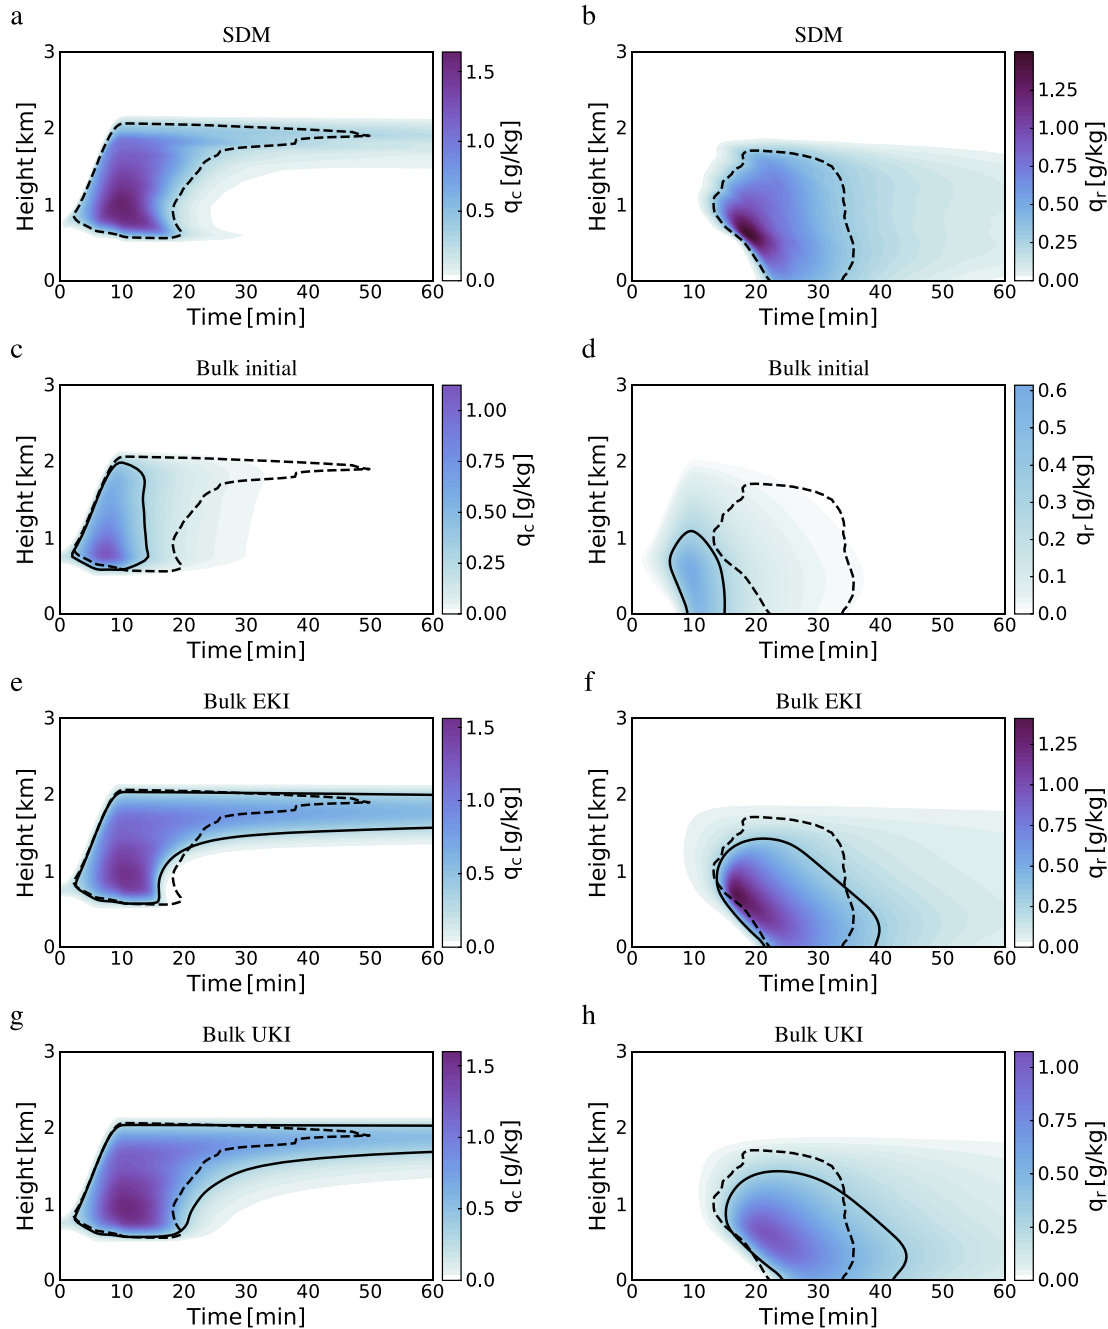 a
SDM
3
2
1
0
0 10 20 30 40 50 60
Height [km]
Time [min]
1.5
1.0
0.5
0.0
q_c [g/kg]
b
SDM
3
2
1
0
0 10 20 30 40 50 60
Height [km]
Time [min]
1.25
1.00
0.75
0.50
0.25
0.00
q_r [g/kg]
c
Bulk initial
3
2
1
0
0 10 20 30 40 50 60
Height [km]
Time [min]
1.00
0.75
0.50
0.25
0.00
q_c [g/kg]
d
Bulk initial
3
2
1
0
0 10 20 30 40 50 60
Height [km]
Time [min]
0.6
0.5
0.4
0.3
0.2
0.1
0.0
q_r [g/kg]
e
Bulk EKI
3
2
1
0
0 10 20 30 40 50 60
Height [km]
Time [min]
1.5
1.0
0.5
0.0
q_c [g/kg]
f
Bulk EKI
3
2
1
0
0 10 20 30 40 50 60
Height [km]
Time [min]
1.25
1.00
0.75
0.50
0.25
0.00
q_r [g/kg]
g
Bulk UKI
3
2
1
0
0 10 20 30 40 50 60
Height [km]
Time [min]
1.5
1.0
0.5
0.0
q_c [g/kg]
h
Bulk UKI
3
2
1
0
0 10 20 30 40 50 60
Height [km]
Time [min]
1.00
0.75
0.50
0.25
0.00
q_r [g/kg]